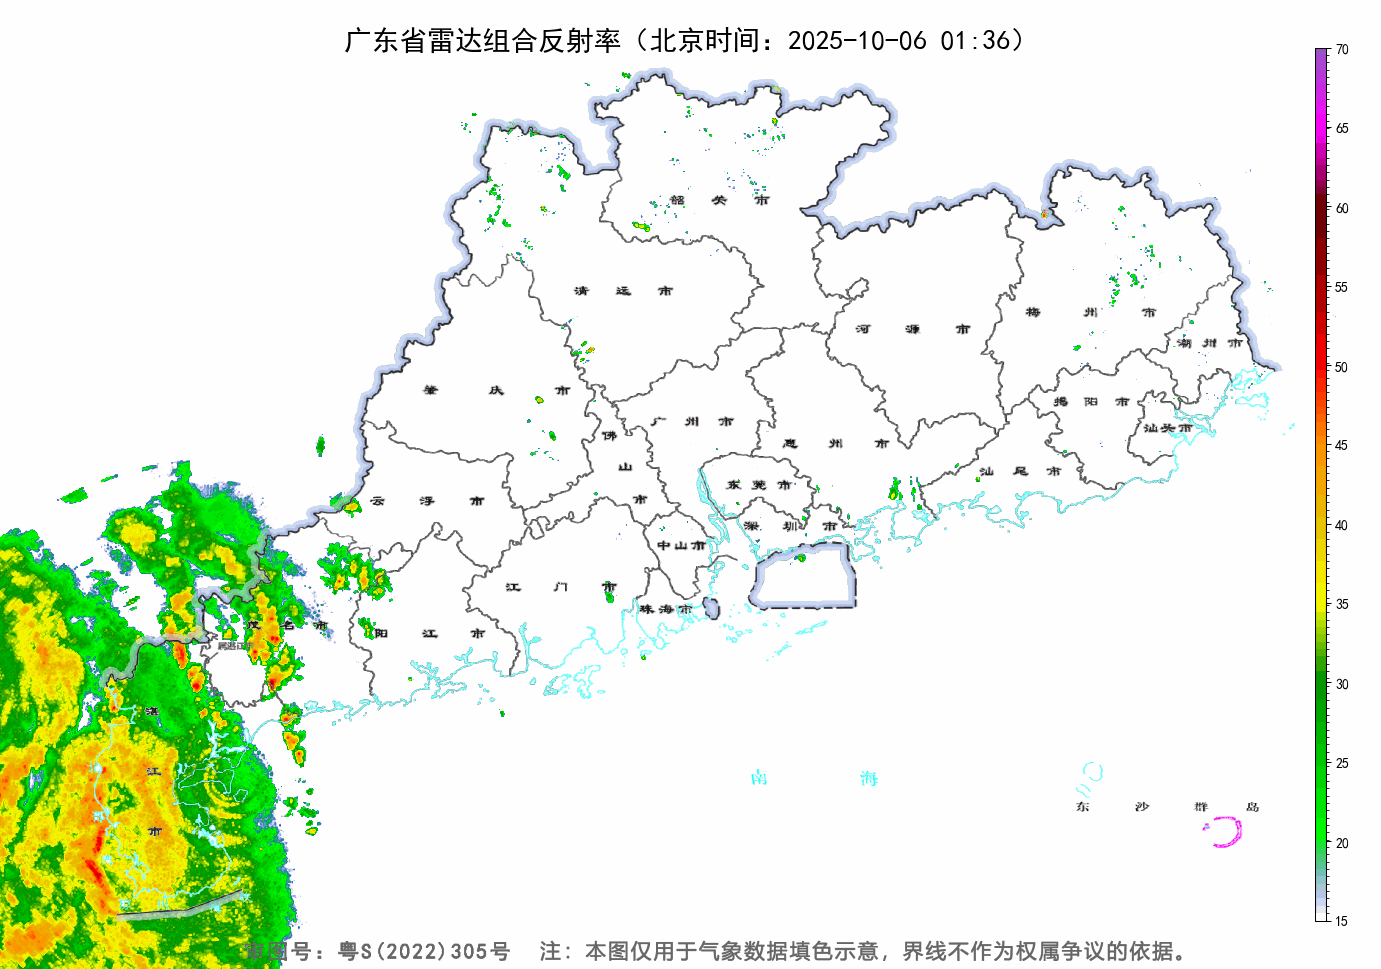 广东省雷达组合反射率（北京时间：2025-10-06 01:36）
70
65
60
55
50
45
40
35
30
25
20
15
韶关市
清远市
河源市
梅州市
潮州市
肇庆市
广州市
揭阳市
汕头市
佛山市
惠州市
汕尾市
云浮市
东莞市
深圳市
中山市
江门市
珠海市
茂名市
阳江市
属湛江
湛江市
南海
东沙群岛
审图号：粤S(2022)305号 注：本图仅用于气象数据填色示意，界线不作为权属争议的依据。